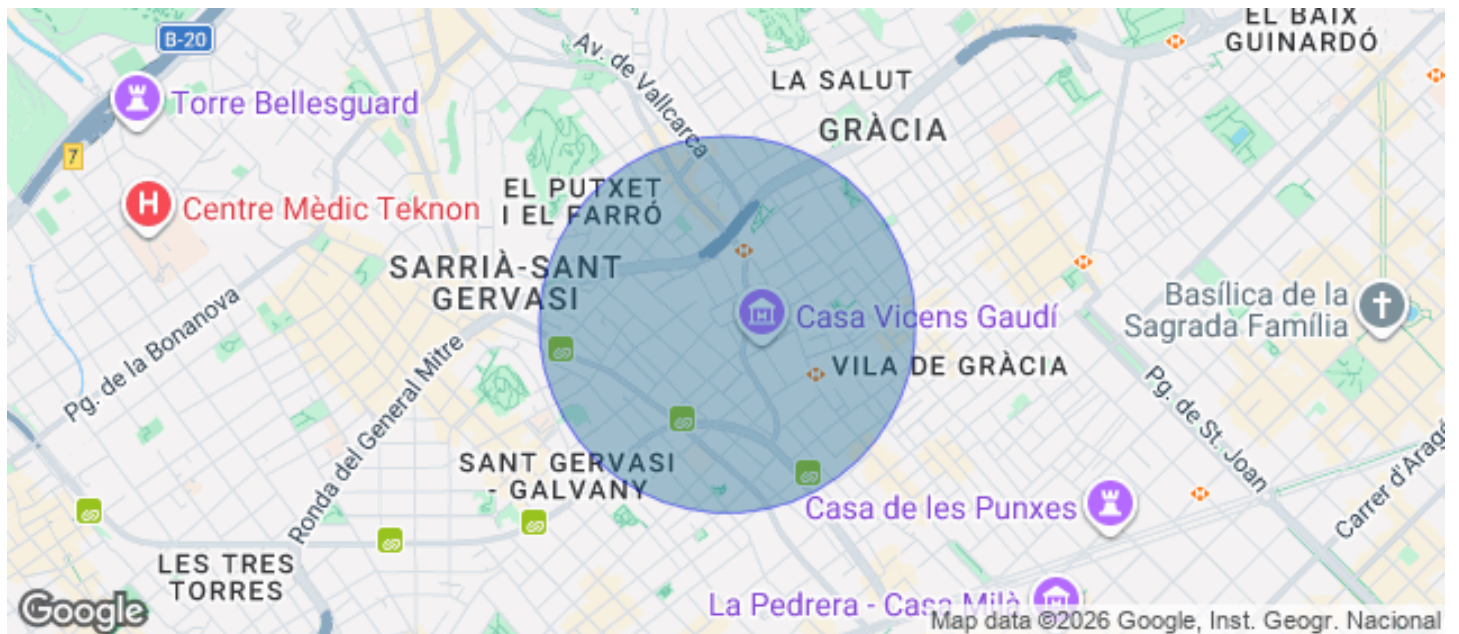 EL BAIX
GUINARDÓ
B-20
Av. de Vallcarca
LA SALUT
Torre Bellesguard
GRÀCIA
7
EL PUTXET
I EL FARRÓ
Centre Mèdic Teknon
SARRIÀ-SANT
GERVASI
Basílica de la
Sagrada Família
Casa Vicens Gaudí
Pg. de la Bonanova
VILA DE GRÀCIA
Ronda del General Mitre
Pg. de St. Joan
SANT GERVASI
- GALVANY
Carrer d'Aragó
Casa de les Punxes
LES TRES
TORRES
La Pedrera - Casa Milà
Google
Map data ©2026 Google, Inst. Geogr. Nacional